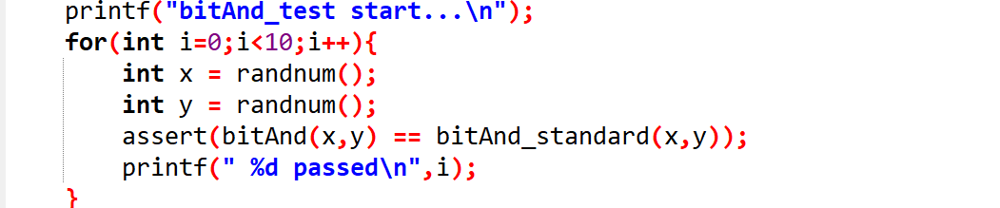 printf("bitAnd_test start...\n");
for(int i=0;i<10;i++){
int x = randnum();
int y = randnum();
assert(bitAnd(x,y) == bitAnd_standard(x,y));
printf(" %d passed\n",i);
}